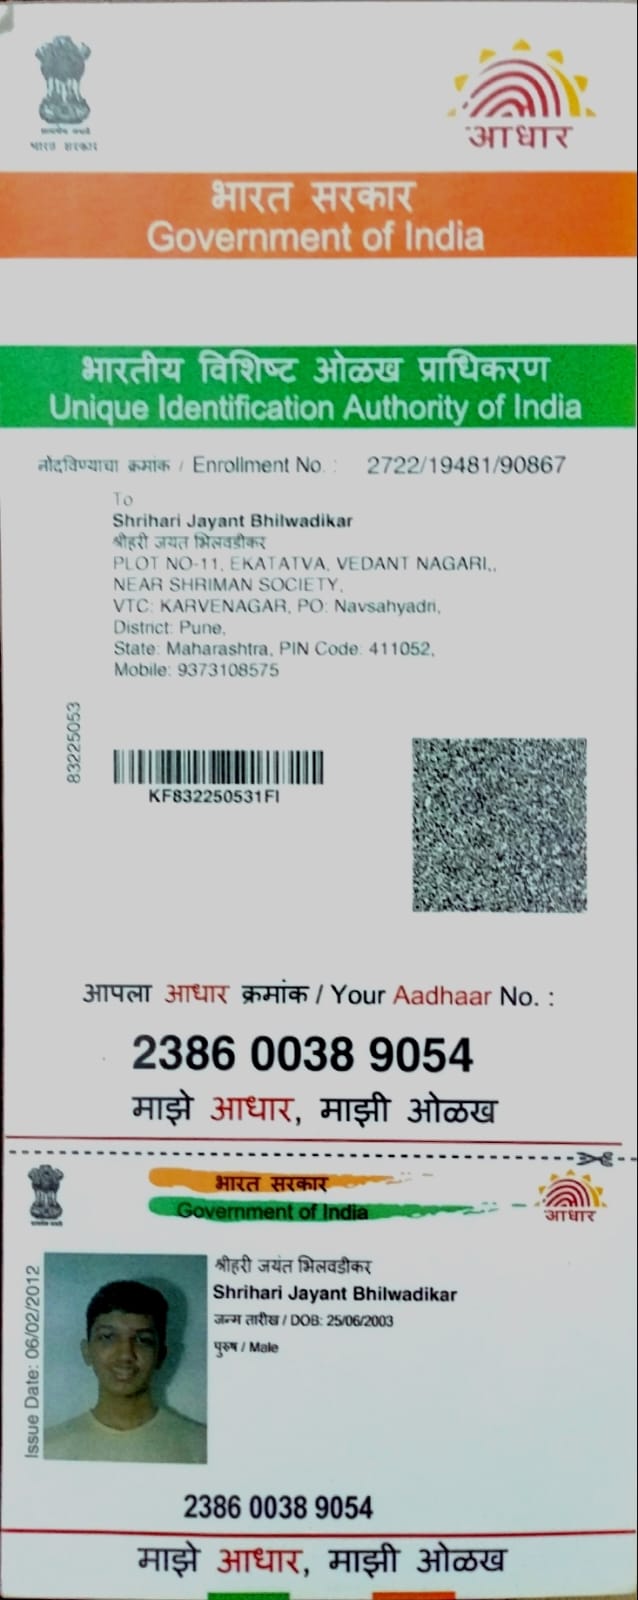 भारत सरकार
आधार
भारत सरकार
Government of India
भारतीय विशिष्ट ओळख प्राधिकरण
Unique Identification Authority of India
नोंदविण्याचा क्रमांक / Enrollment No. : 2722/19481/90867
To
Shrihari Jayant Bhilwadikar
श्रीहरी जयंत भिलवडीकर
PLOT NO-11, EKATATVA, VEDANT NAGARI,,
NEAR SHRIMAN SOCIETY,
VTC: KARVENAGAR, PO: Navsahyadri,
District: Pune,
State: Maharashtra, PIN Code: 411052,
Mobile: 9373108575
83225053
KF832250531FI
आपला आधार क्रमांक / Your Aadhaar No. :
2386 0038 9054
माझे आधार, माझी ओळख
भारत सरकार
Government of India
आधार
श्रीहरी जयंत भिलवडीकर
Shrihari Jayant Bhilwadikar
जन्म तारीख / DOB: 25/06/2003
पुरुष / Male
Issue Date: 06/02/2012
2386 0038 9054
माझे आधार, माझी ओळख